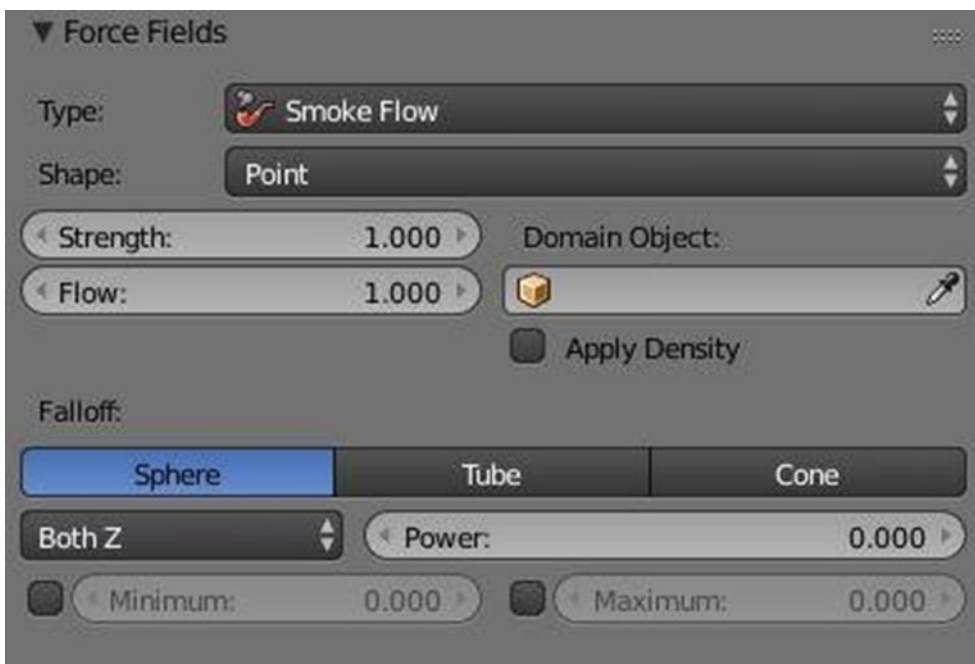 Force Fields
Type: Smoke Flow
Shape: Point
Strength: 1.000 Domain Object:
Flow: 1.000
Apply Density
Falloff:
Sphere Tube Cone
Both Z Power: 0.000
Minimum: 0.000 Maximum: 0.000